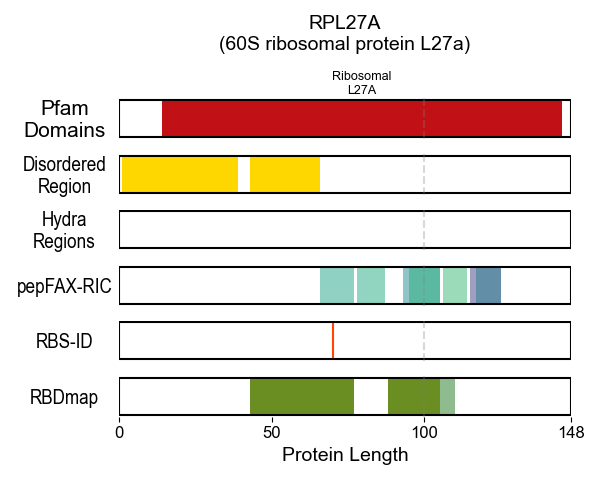 RPL27A
(60S ribosomal protein L27a)
Ribosomal
L27A
Pfam
Domains
Disordered
Region
Hydra
Regions
pepFAX-RIC
RBS-ID
RBDmap
0 50 100 148
Protein Length